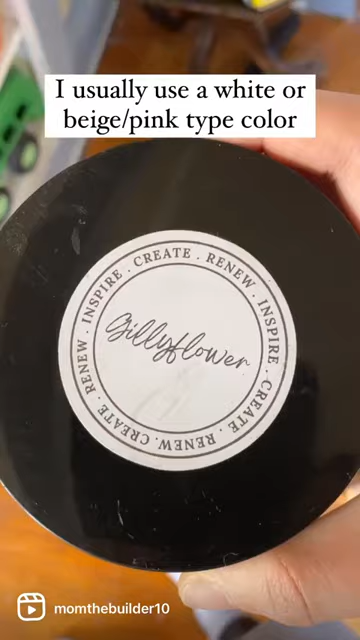 I usually use a white or
beige/pink type color
CREATE . RENEW . INSPIRE . CREATE . RENEW . CREATE . RENEW . INSPIRE .
Gillyflower
momthebuilder10